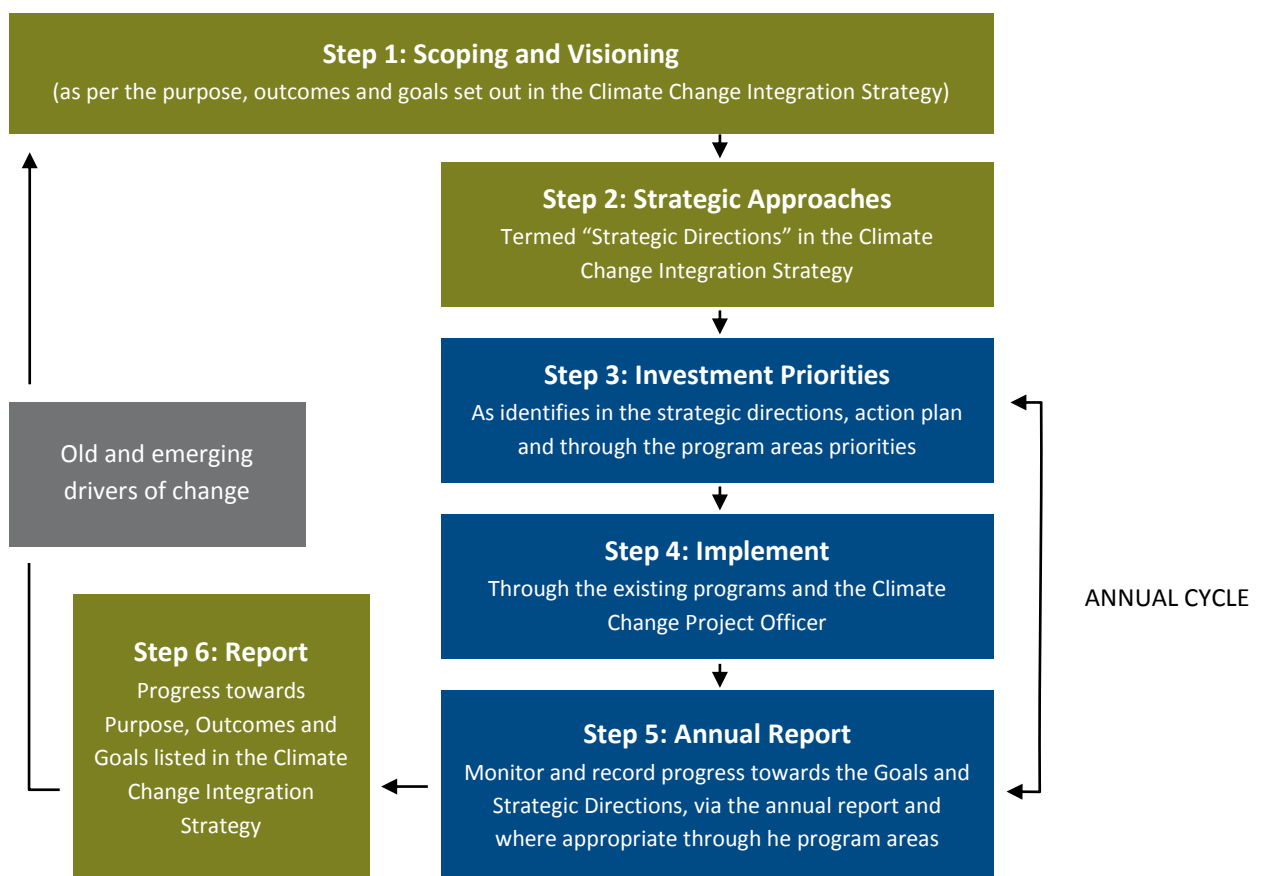 Step 1: Scoping and Visioning
(as per the purpose, outcomes and goals set out in the Climate Change Integration Strategy)
Step 2: Strategic Approaches
Termed “Strategic Directions” in the Climate
Change Integration Strategy
Step 3: Investment Priorities
As identifies in the strategic directions, action plan
and through the program areas priorities
Step 4: Implement
Through the existing programs and the Climate
Change Project Officer
Step 5: Annual Report
Monitor and record progress towards the Goals and
Strategic Directions, via the annual report and
where appropriate through he program areas
ANNUAL CYCLE
Step 6: Report
Progress towards
Purpose, Outcomes and
Goals listed in the Climate
Change Integration
Strategy
Old and emerging
drivers of change